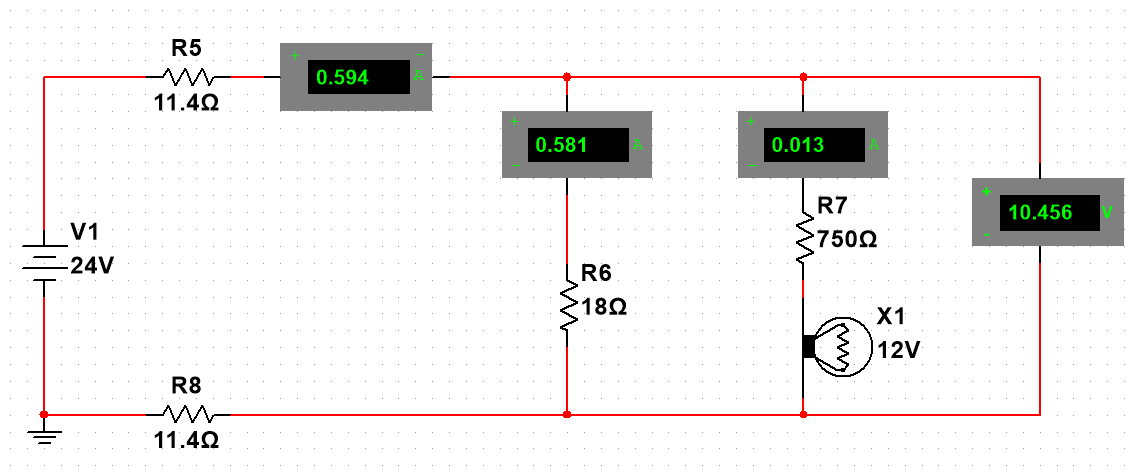 R5
11.4Ω
+ -
0.594 A
+
0.581 A
-
+
0.013 A
-
R7
750Ω
+
10.456 V
-
V1
24V
R6
18Ω
X1
12V
R8
11.4Ω